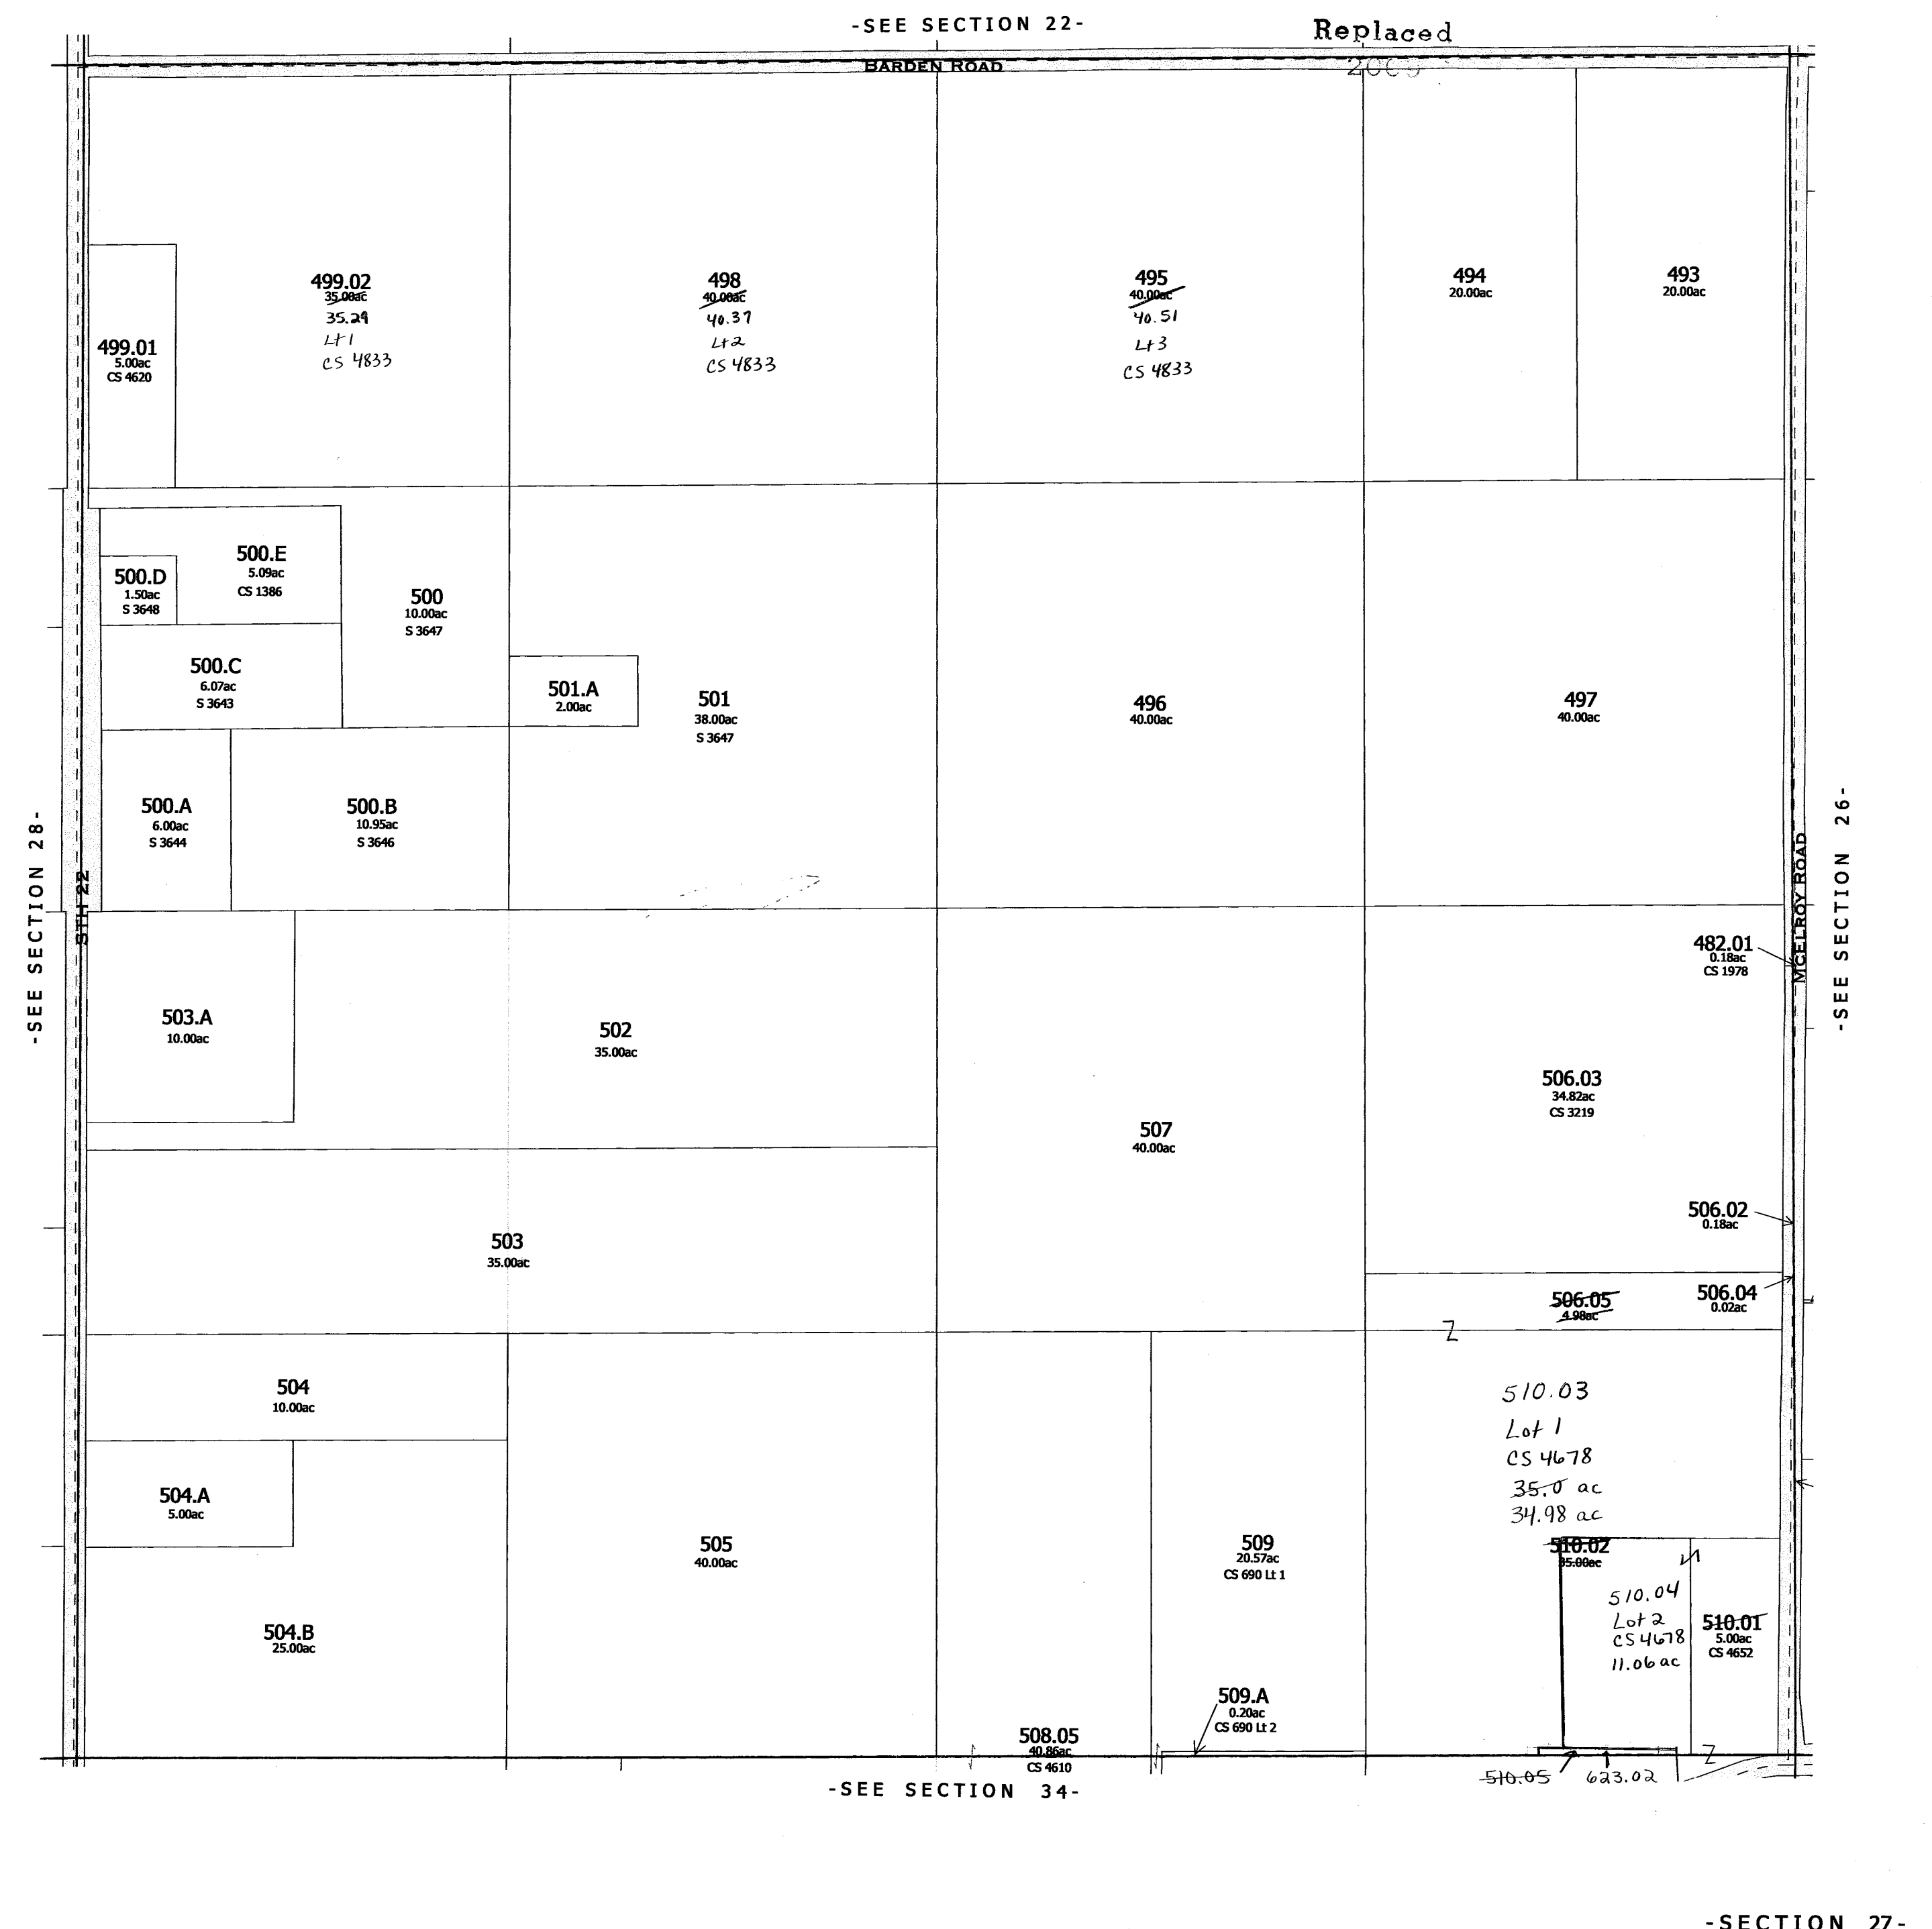 -SEE SECTION 22-
Replaced
BARDEN ROAD
499.02
35.00ac
35.29
Lt 1
CS 4833
498
40.00ac
40.37
Lt 2
CS 4833
495
40.00ac
40.51
Lt 3
CS 4833
494
20.00ac
493
20.00ac
499.01
5.00ac
CS 4620
500.E
5.09ac
CS 1386
500.D
1.50ac
S 3648
500
10.00ac
S 3647
500.C
6.07ac
S 3643
501.A
2.00ac
501
38.00ac
S 3647
496
40.00ac
497
40.00ac
500.A
6.00ac
S 3644
500.B
10.95ac
S 3646
-SEE SECTION 28-
STH 22
MCELROY ROAD
-SEE SECTION 26-
482.01
0.18ac
CS 1978
503.A
10.00ac
502
35.00ac
506.03
34.82ac
CS 3219
507
40.00ac
506.02
0.18ac
503
35.00ac
506.05
4.98ac
506.04
0.02ac
504
10.00ac
510.03
Lot 1
CS 4678
35.0 ac
34.98 ac
504.A
5.00ac
505
40.00ac
509
20.57ac
CS 690 Lt 1
510.02
35.00ac
510.04
Lot 2
CS 4678
11.06 ac
510.01
5.00ac
CS 4652
504.B
25.00ac
509.A
0.20ac
CS 690 Lt 2
508.05
40.86ac
CS 4610
510.05
623.02
-SEE SECTION 34-
-SECTION 27-